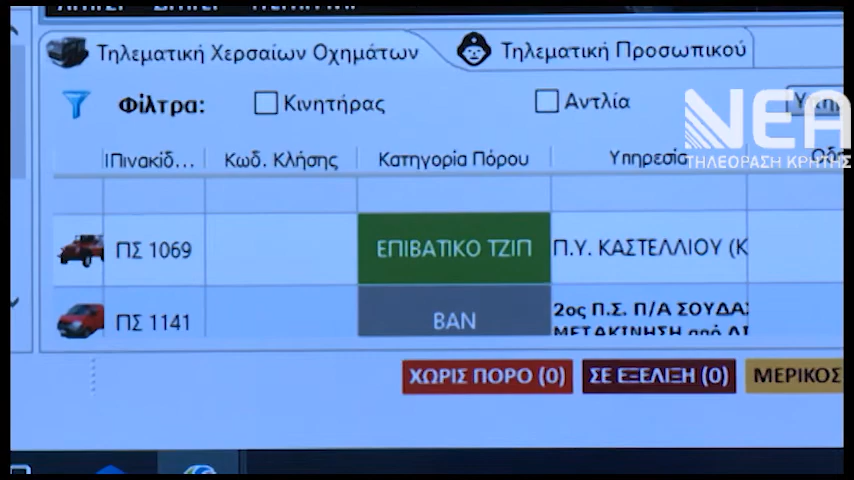 Τηλεματική Χερσαίων Οχημάτων
Τηλεματική Προσωπικού
Φίλτρα:
Κινητήρας
Αντλία
ΝΕΑ
ΤΗΛΕΟΡΑΣΗ ΚΡΗΤΗΣ
Πινακίδ...
Κωδ. Κλήσης
Κατηγορία Πόρου
Υπηρεσία
ΠΣ 1069
ΕΠΙΒΑΤΙΚΟ ΤΖΙΠ
Π.Υ. ΚΑΣΤΕΛΛΙΟΥ (Κ
ΠΣ 1141
ΒΑΝ
2ος Π.Σ. Π/Α ΣΟΥΔΑΣ
ΜΕΤΑΚΙΝΗΣΗ από
ΧΩΡΙΣ ΠΟΡΟ (0)
ΣΕ ΕΞΕΛΙΞΗ (0)
ΜΕΡΙΚΟΣ